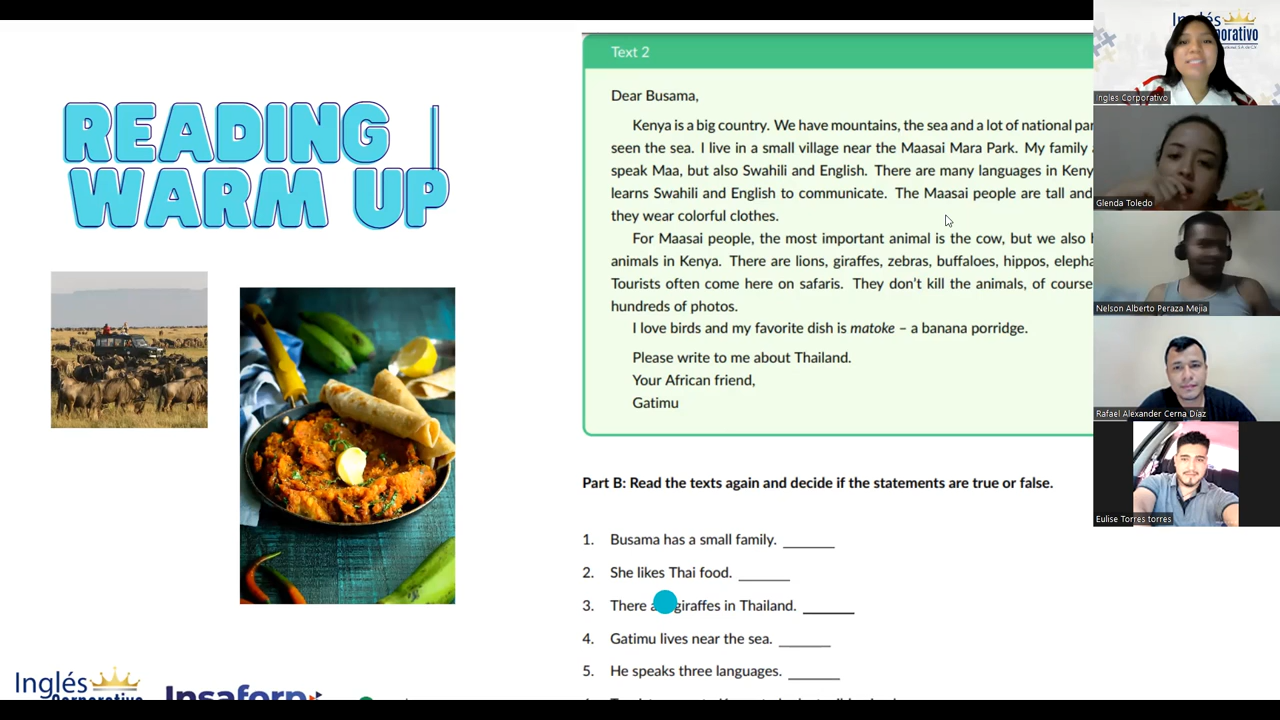 READING
WARM UP
Text 2
Dear Busama,
Kenya is a big country. We have mountains, the sea and a lot of national
seen the sea. I live in a small village near the Maasai Mara Park. My family
speak Maa, but also Swahili and English. There are many languages in
learns Swahili and English to communicate. The Maasai people are tall and
they wear colorful clothes.
For Maasai people, the most important animal is the cow, but we also
animals in Kenya. There are lions, giraffes, zebras, buffaloes, hippos,
Tourists often come here on safaris. They don't kill the animals, of course
hundreds of photos.
I love birds and my favorite dish is matoke – a banana porridge.
Please write to me about Thailand.
Your African friend,
Gatimu
Part B: Read the texts again and decide if the statements are true or false.
1. Busama has a small family. ______
2. She likes Thai food. ______
3. There giraffes in Thailand. ______
4. Gatimu lives near the sea. ______
5. He speaks three languages. ______
Inglés
Corporativo
Insaforp
Inglés
Ingles Corporativo
Glenda Toledo
Nelson Alberto Peraza Mejia
Rafael Alexander Cerna Díaz
Eulise Torres torres